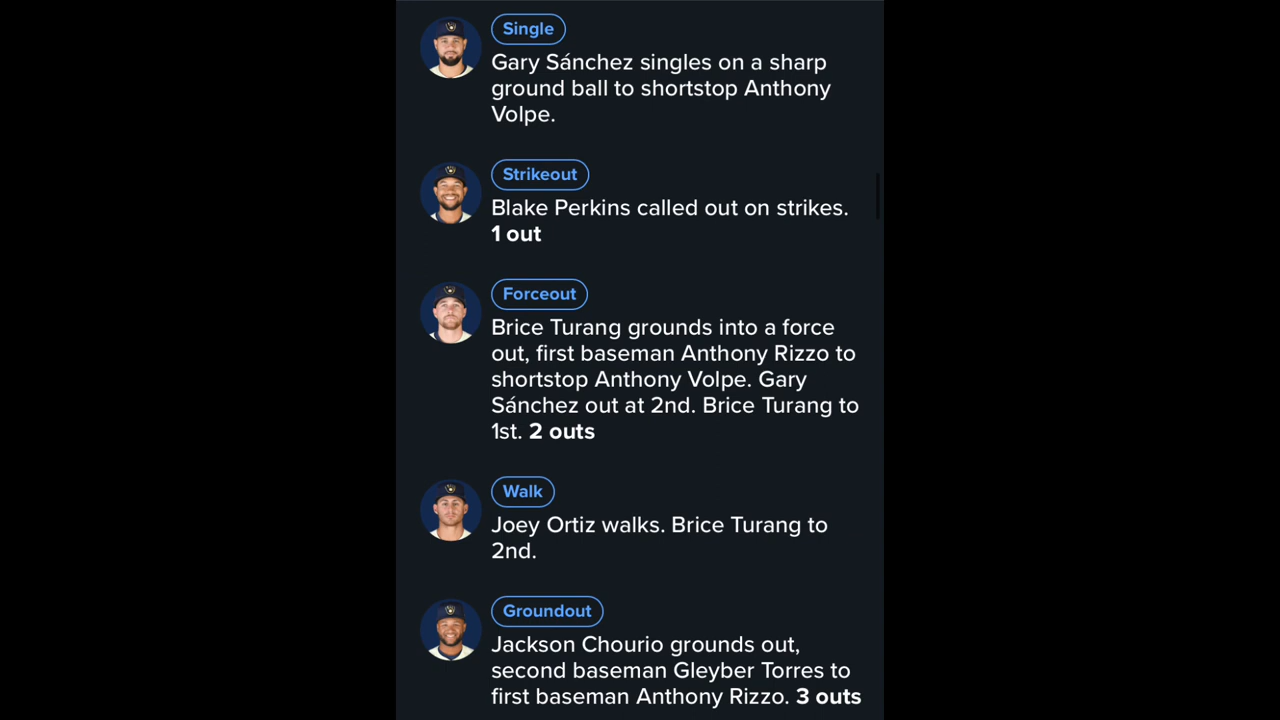 Single
Gary Sánchez singles on a sharp
ground ball to shortstop Anthony
Volpe.
Strikeout
Blake Perkins called out on strikes.
1 out
Forceout
Brice Turang grounds into a force
out, first baseman Anthony Rizzo to
shortstop Anthony Volpe. Gary
Sánchez out at 2nd. Brice Turang to
1st. 2 outs
Walk
Joey Ortiz walks. Brice Turang to
2nd.
Groundout
Jackson Chourio grounds out,
second baseman Gleyber Torres to
first baseman Anthony Rizzo. 3 outs